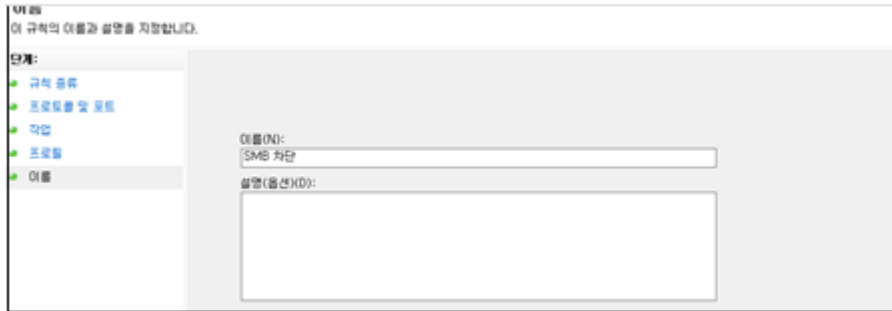 이름
이 규칙의 이름과 설명을 지정합니다.
단계:
규칙 종류
프로토콜 및 포트
작업
프로필
이름
이름(N):
SMB 차단
설명(옵션)(D):